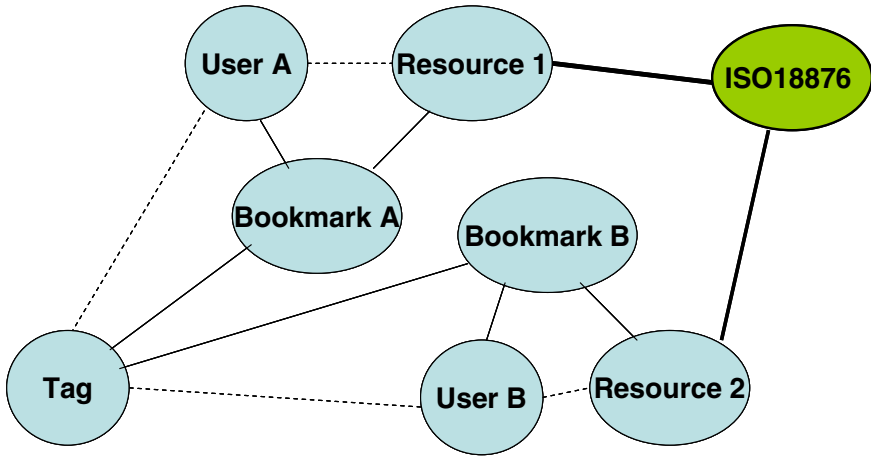 User A
Resource 1
ISO18876
Bookmark A
Bookmark B
Tag
User B
Resource 2